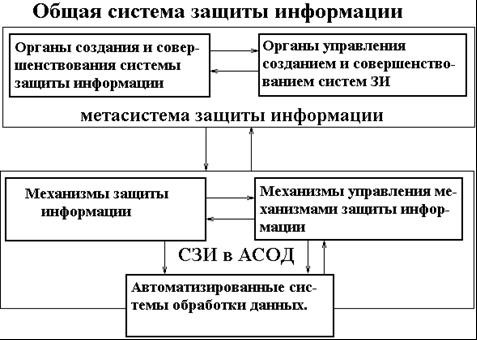 Общая система защиты информации
Органы создания и совер-
шенствования системы
защиты информации
Органы управления
созданием и совершенство-
ванием систем ЗИ
метасистема защиты информации
Механизмы защиты
информации
Механизмы управления ме-
ханизмами защиты инфор-
мации
СЗИ в АСОД
Автоматизированные сис-
темы обработки данных.